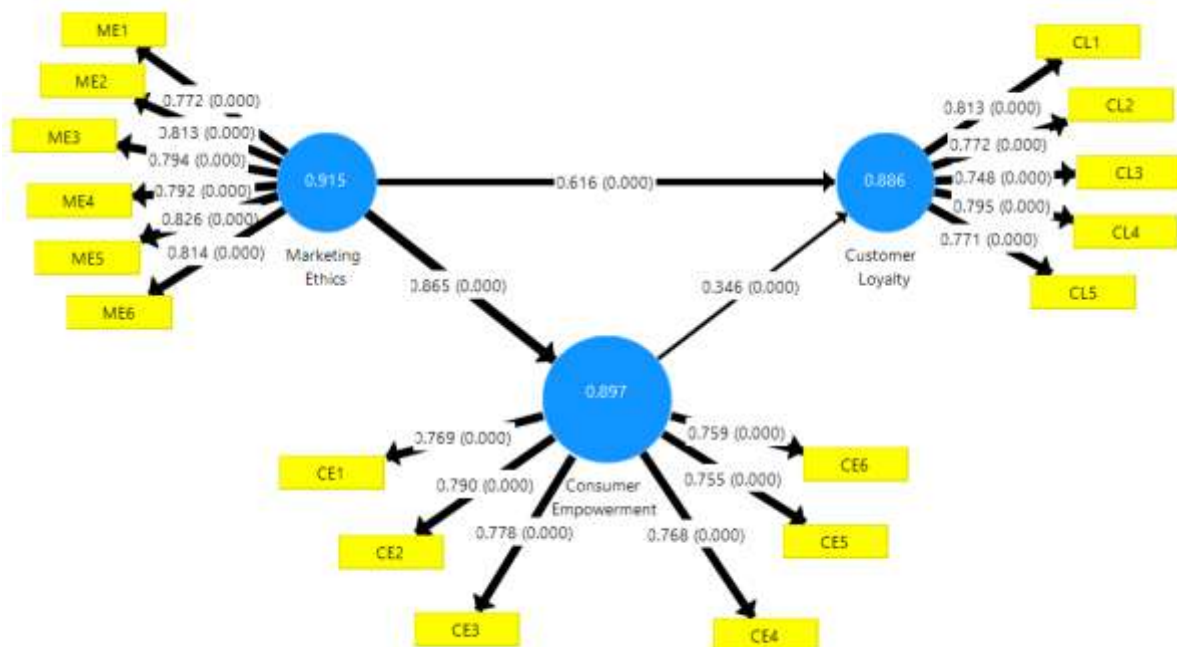 ME1
ME2
ME3
ME4
ME5
ME6
0.772 (0.000)
0.813 (0.000)
0.794 (0.000)
0.792 (0.000)
0.826 (0.000)
0.814 (0.000)
0.915
Marketing
Ethics
0.616 (0.000)
0.886
Customer
Loyalty
0.813 (0.000)
0.772 (0.000)
0.748 (0.000)
0.795 (0.000)
0.771 (0.000)
CL1
CL2
CL3
CL4
CL5
0.865 (0.000)
0.346 (0.000)
0.897
Consumer
Empowerment
0.769 (0.000)
0.790 (0.000)
0.778 (0.000)
0.768 (0.000)
0.755 (0.000)
0.759 (0.000)
CE1
CE2
CE3
CE4
CE5
CE6